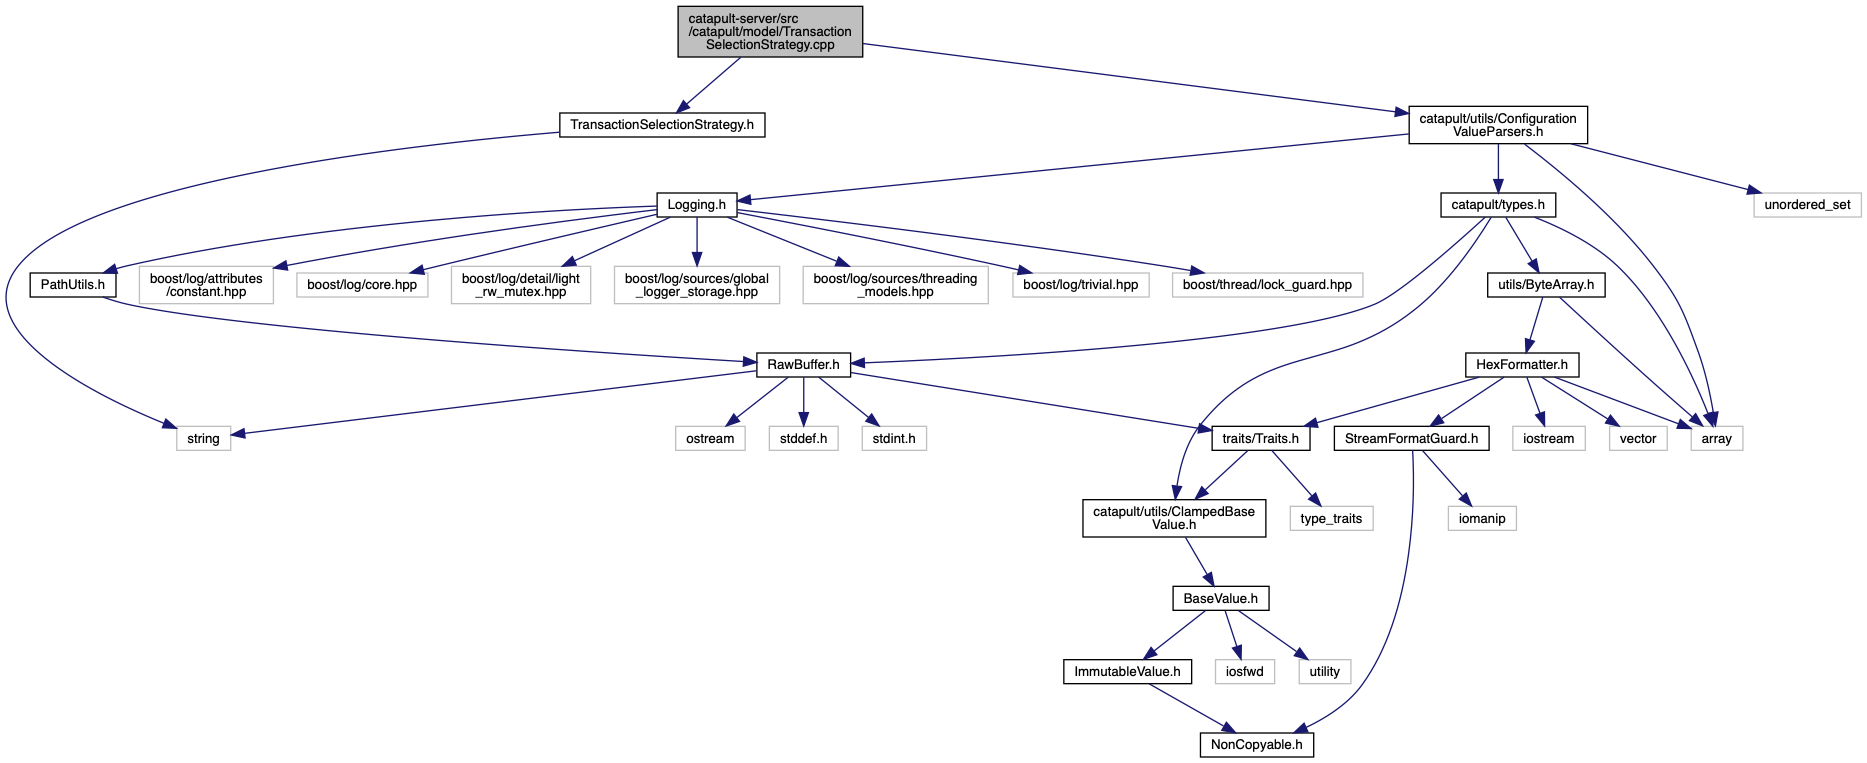 catapult-server/src
/catapult/model/Transaction
SelectionStrategy.cpp
TransactionSelectionStrategy.h
catapult/utils/Configuration
ValueParsers.h
Logging.h
catapult/types.h
unordered_set
PathUtils.h
boost/log/attributes
/constant.hpp
boost/log/core.hpp
boost/log/detail/light
_rw_mutex.hpp
boost/log/sources/global
_logger_storage.hpp
boost/log/sources/threading
_models.hpp
boost/log/trivial.hpp
boost/thread/lock_guard.hpp
utils/ByteArray.h
RawBuffer.h
HexFormatter.h
string
ostream
stddef.h
stdint.h
traits/Traits.h
StreamFormatGuard.h
iostream
vector
array
catapult/utils/ClampedBase
Value.h
type_traits
iomanip
BaseValue.h
ImmutableValue.h
iosfwd
utility
NonCopyable.h